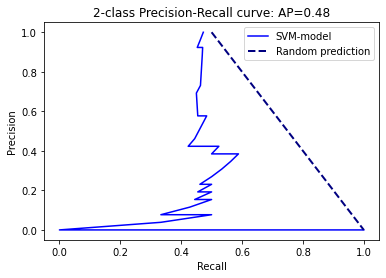 2-class Precision-Recall curve: AP=0.48
SVM-model
Random prediction
Precision
1.0
0.8
0.6
0.4
0.2
0.0
0.0 0.2 0.4 0.6 0.8 1.0
Recall